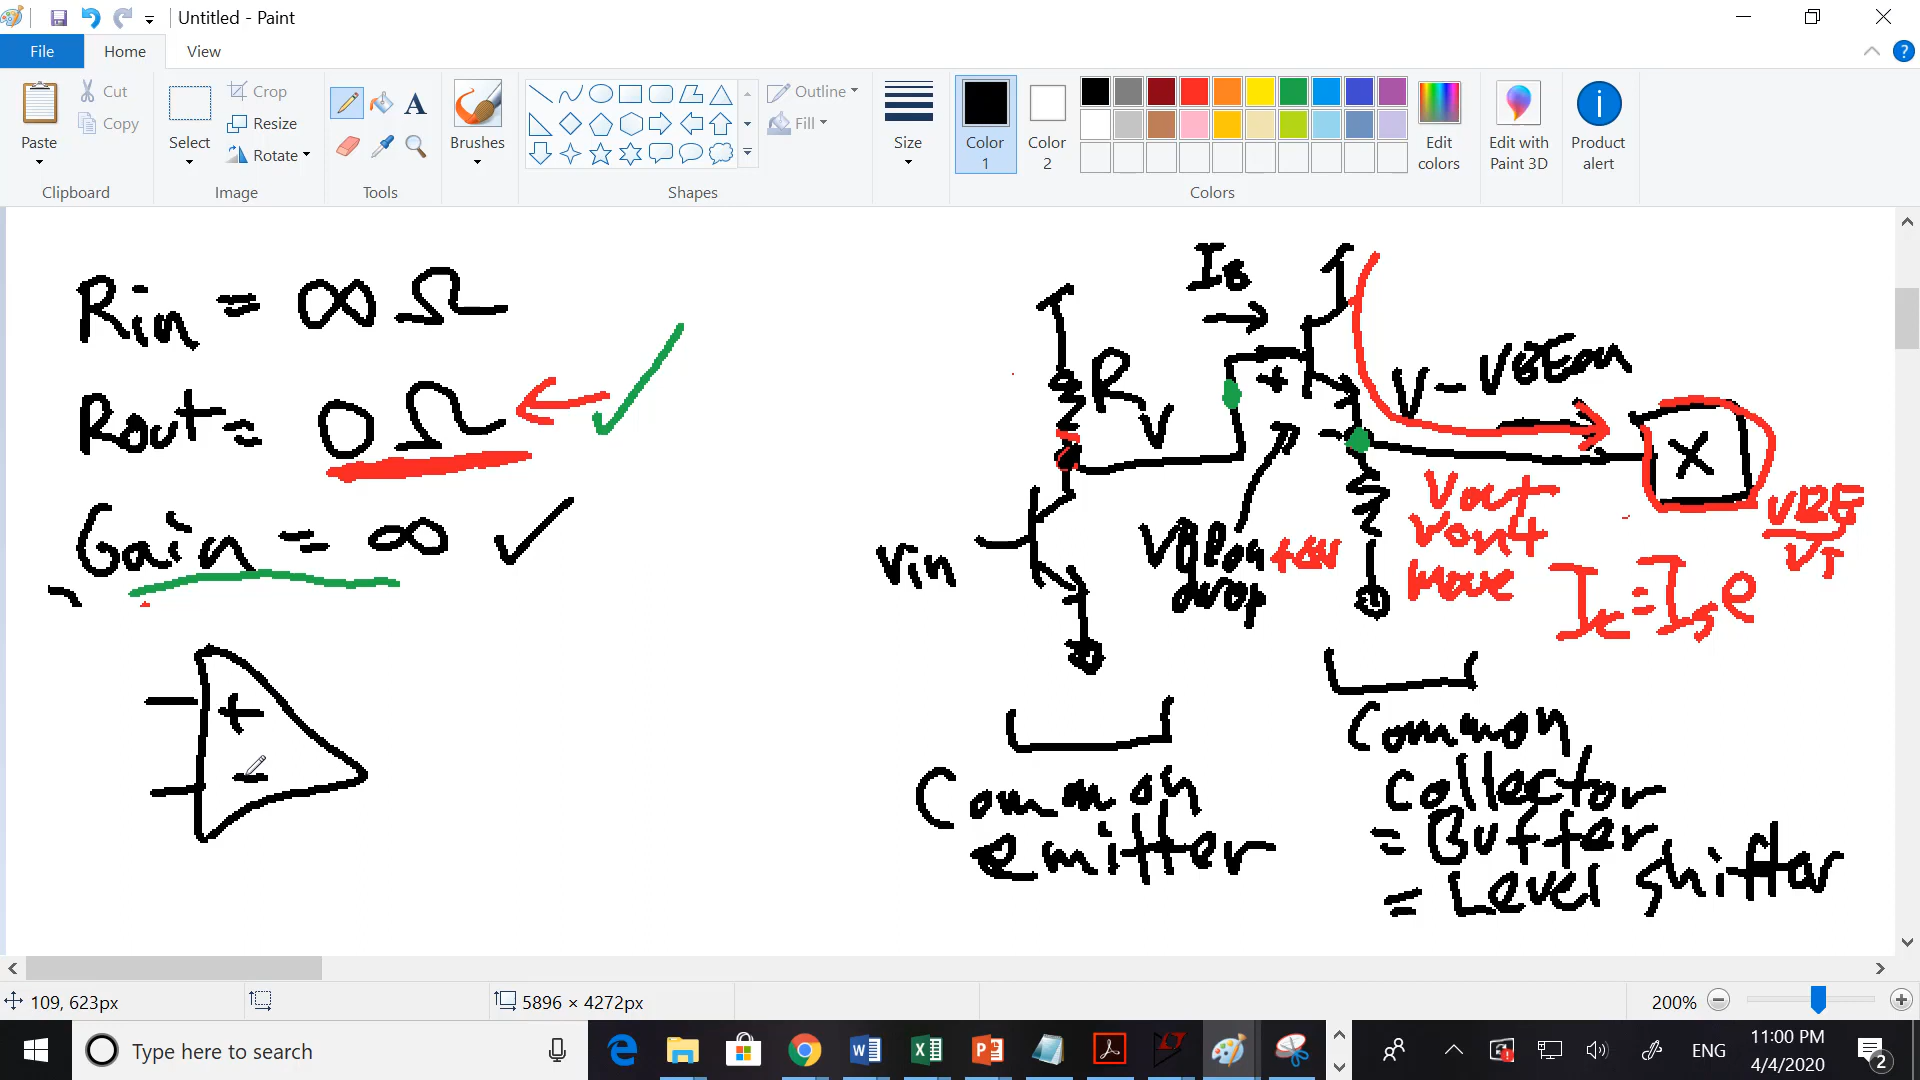 Untitled - Paint
File
Home
View
Paste
Cut
Copy
Clipboard
Select
Crop
Resize
Rotate
Image
A
Tools
Brushes
Shapes
Outline
Fill
Size
Color 1
Color 2
Colors
Edit colors
Edit with Paint 3D
Product alert
Rin = ∞ Ω
Rout = 0 Ω
Gain = ∞
+
-
IB
R
V
+
-
V - VBEon
X
vin
VBEon
drop
Vout
Vont
move
VBE
VT
Ic = Is e
Common
emitter
Common
Collector
= Buffer
= Level shifter
109, 623px
5896 × 4272px
200%
Type here to search
ENG
11:00 PM
4/4/2020
2